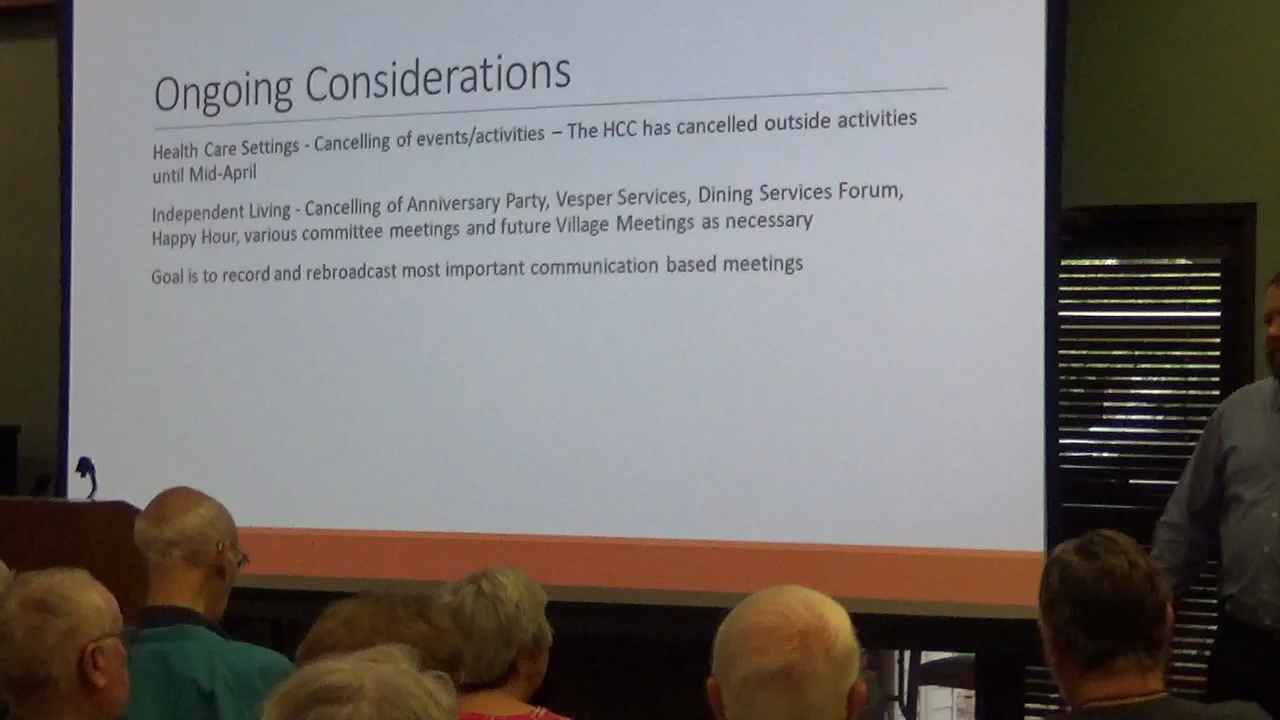 Ongoing Considerations
Health Care Settings - Cancelling of events/activities – The HCC has cancelled outside activities
until Mid-April
Independent Living - Cancelling of Anniversary Party, Vesper Services, Dining Services Forum,
Happy Hour, various committee meetings and future Village Meetings as necessary
Goal is to record and rebroadcast most important communication based meetings